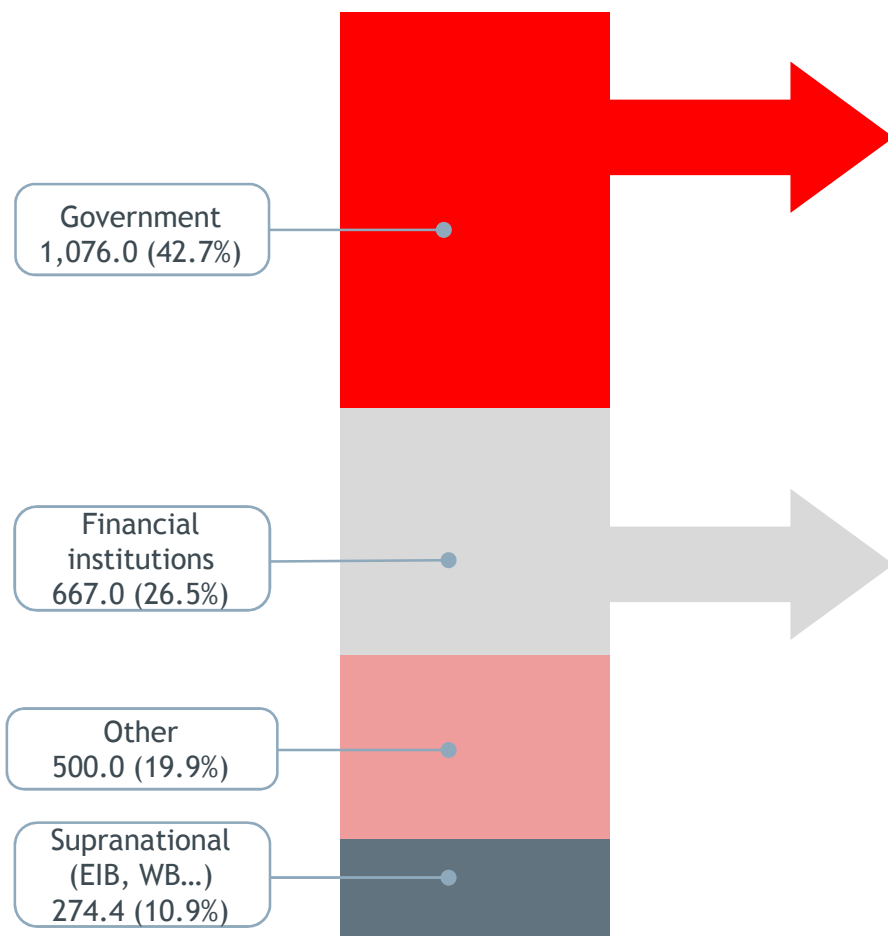 Government
1,076.0 (42.7%)
Financial
institutions
667.0 (26.5%)
Other
500.0 (19.9%)
Supranational
(EIB, WB…)
274.4 (10.9%)